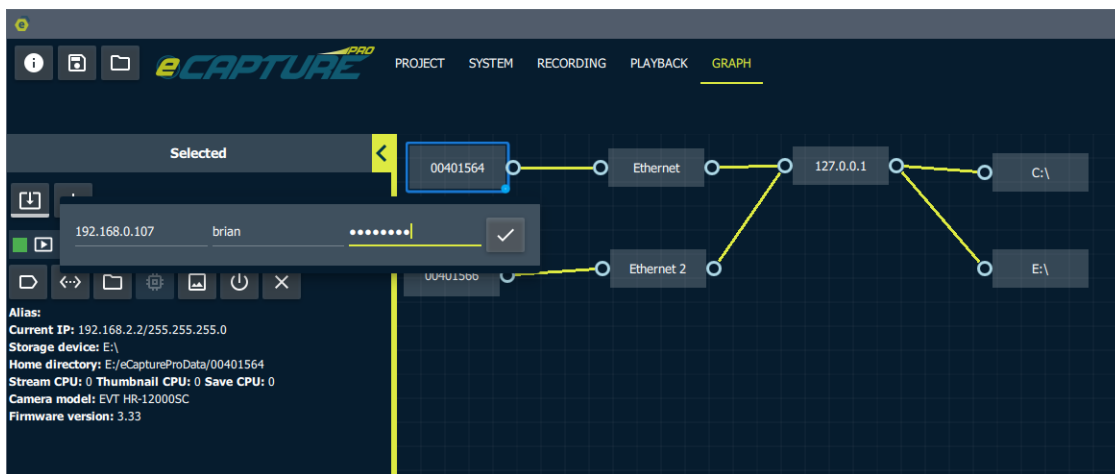 e
i
eCAPTURE PRO
PROJECT SYSTEM RECORDING PLAYBACK GRAPH
Selected
192.168.0.107 brian ••••••••
Alias:
Current IP: 192.168.2.2/255.255.255.0
Storage device: E:\
Home directory: E:/eCaptureProData/00401564
Stream CPU: 0 Thumbnail CPU: 0 Save CPU: 0
Camera model: EVT HR-12000SC
Firmware version: 3.33
00401564
Ethernet
127.0.0.1
C:\
00401566
Ethernet 2
E:\